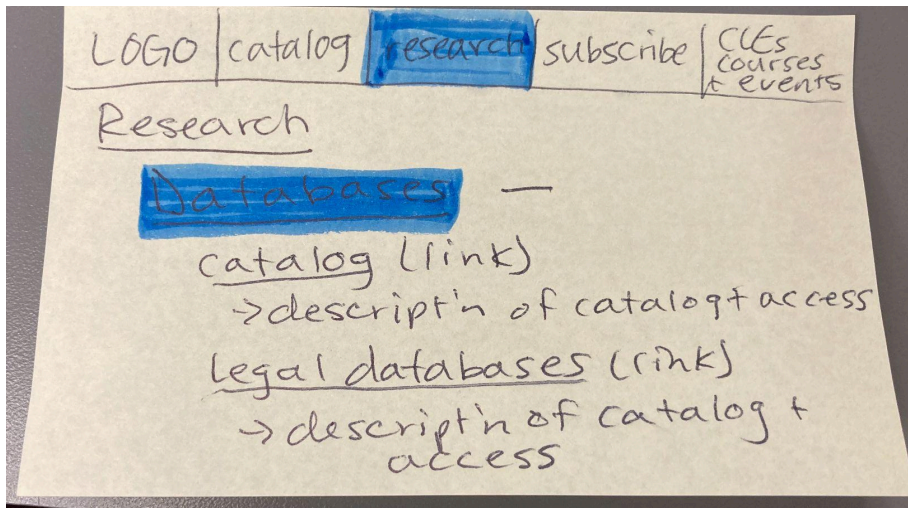 LOGO | catalog | research | subscribe | CLEs
courses
+ events
Research
Databases —
catalog (link)
→descript'n of catalog + access
Legal databases (link)
→ descript'n of catalog +
access